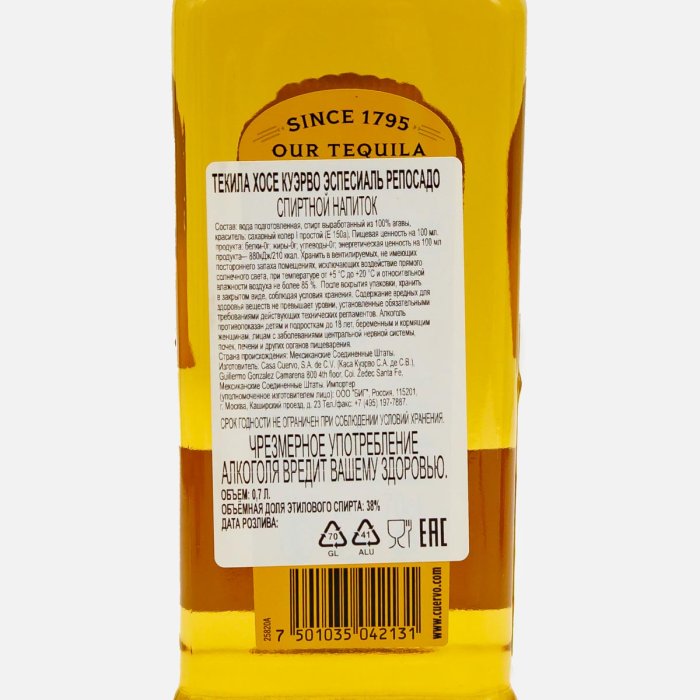 SINCE 1795
OUR TEQUILA
ТЕКИЛА ХОСЕ КУЭРВО ЭСПЕСИАЛЬ РЕПОСАДО
СПИРТНОЙ НАПИТОК
Состав: вода подготовленная, спирт выработанный из 100% агавы,
краситель: сахарный колер I простой (Е 150а). Пищевая ценность на 100 мл.
продукта: белки-0г, жиры-0г, углеводы-0г, энергетическая ценность на 100 мл
продукта— 880кДж/210 ккал. Хранить в вентилируемых, не имеющих
постороннего запаха помещениях, исключающих воздействие прямого
солнечного света, при температуре от +5 °С до +20 °С и относительной
влажности воздуха не более 85 %. После вскрытия упаковки, хранить
в закрытом виде, соблюдая условия хранения. Содержание вредных для
здоровья веществ не превышает уровни, установленные обязательными
требованиями действующих технических регламентов. Алкоголь
противопоказан детям и подросткам до 18 лет, беременным и кормящим
женщинам, лицам с заболеваниями центральной нервной системы,
почек, печени и других органов пищеварения.
Страна происхождения: Мексиканские Соединенные Штаты.
Изготовитель: Casa Cuervo, S.A. de C.V. (Каса Куэрво С.А. де С.В.),
Guillermo Gonzalez Camarena 800 4th floor, Col. Zedec Santa Fe,
Мексиканские Соединенные Штаты. Импортер
(уполномоченное изготовителем лицо): ООО "БИГ", Россия, 115201,
г. Москва, Каширский проезд, д. 23 Тел./факс: +7 (495) 197-7887.
СРОК ГОДНОСТИ НЕ ОГРАНИЧЕН ПРИ СОБЛЮДЕНИИ УСЛОВИЙ ХРАНЕНИЯ.
ЧРЕЗМЕРНОЕ УПОТРЕБЛЕНИЕ
АЛКОГОЛЯ ВРЕДИТ ВАШЕМУ ЗДОРОВЬЮ.
ОБЪЕМ: 0,7 Л.
ОБЪЁМНАЯ ДОЛЯ ЭТИЛОВОГО СПИРТА: 38%
ДАТА РОЗЛИВА:
70
GL
41
ALU
EAC
25820A
7 501035 042131
www.cuervo.com